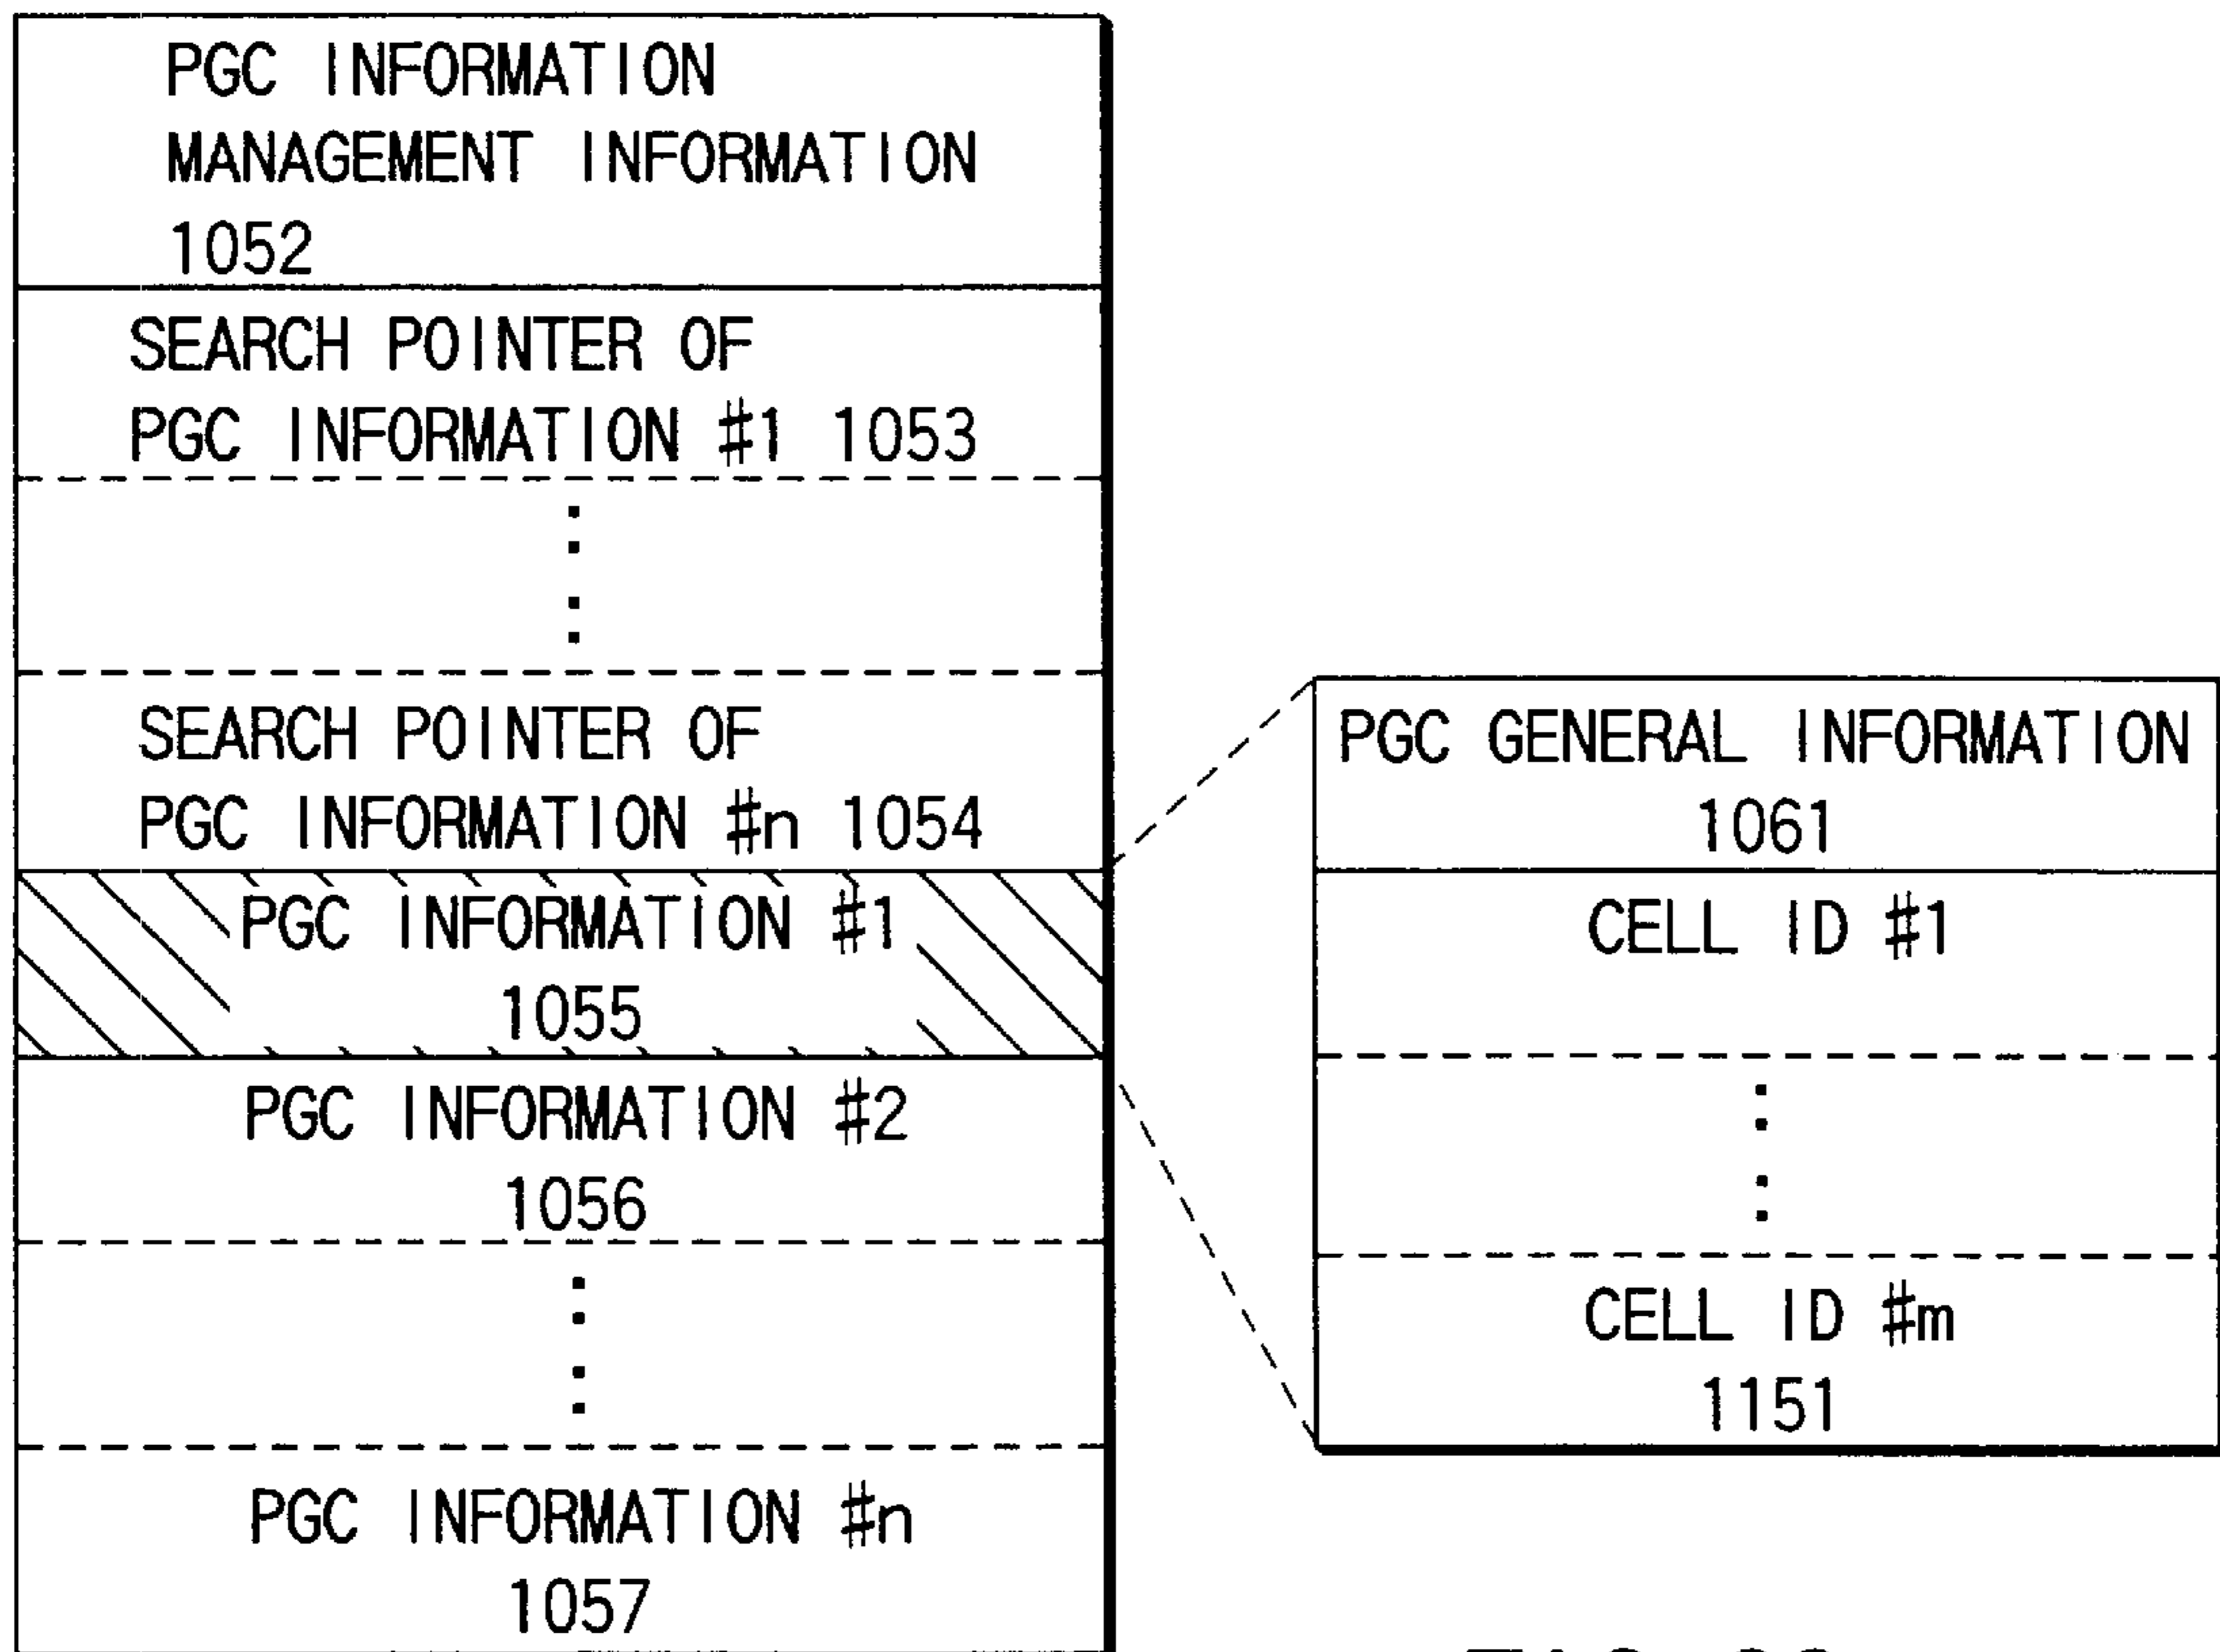 PGC INFORMATION
MANAGEMENT INFORMATION
1052
SEARCH POINTER OF
PGC INFORMATION #1 1053
SEARCH POINTER OF
PGC INFORMATION #n 1054
PGC INFORMATION #1
1055
PGC INFORMATION #2
1056
PGC INFORMATION #n
1057
PGC GENERAL INFORMATION
1061
CELL ID #1
CELL ID #m
1151